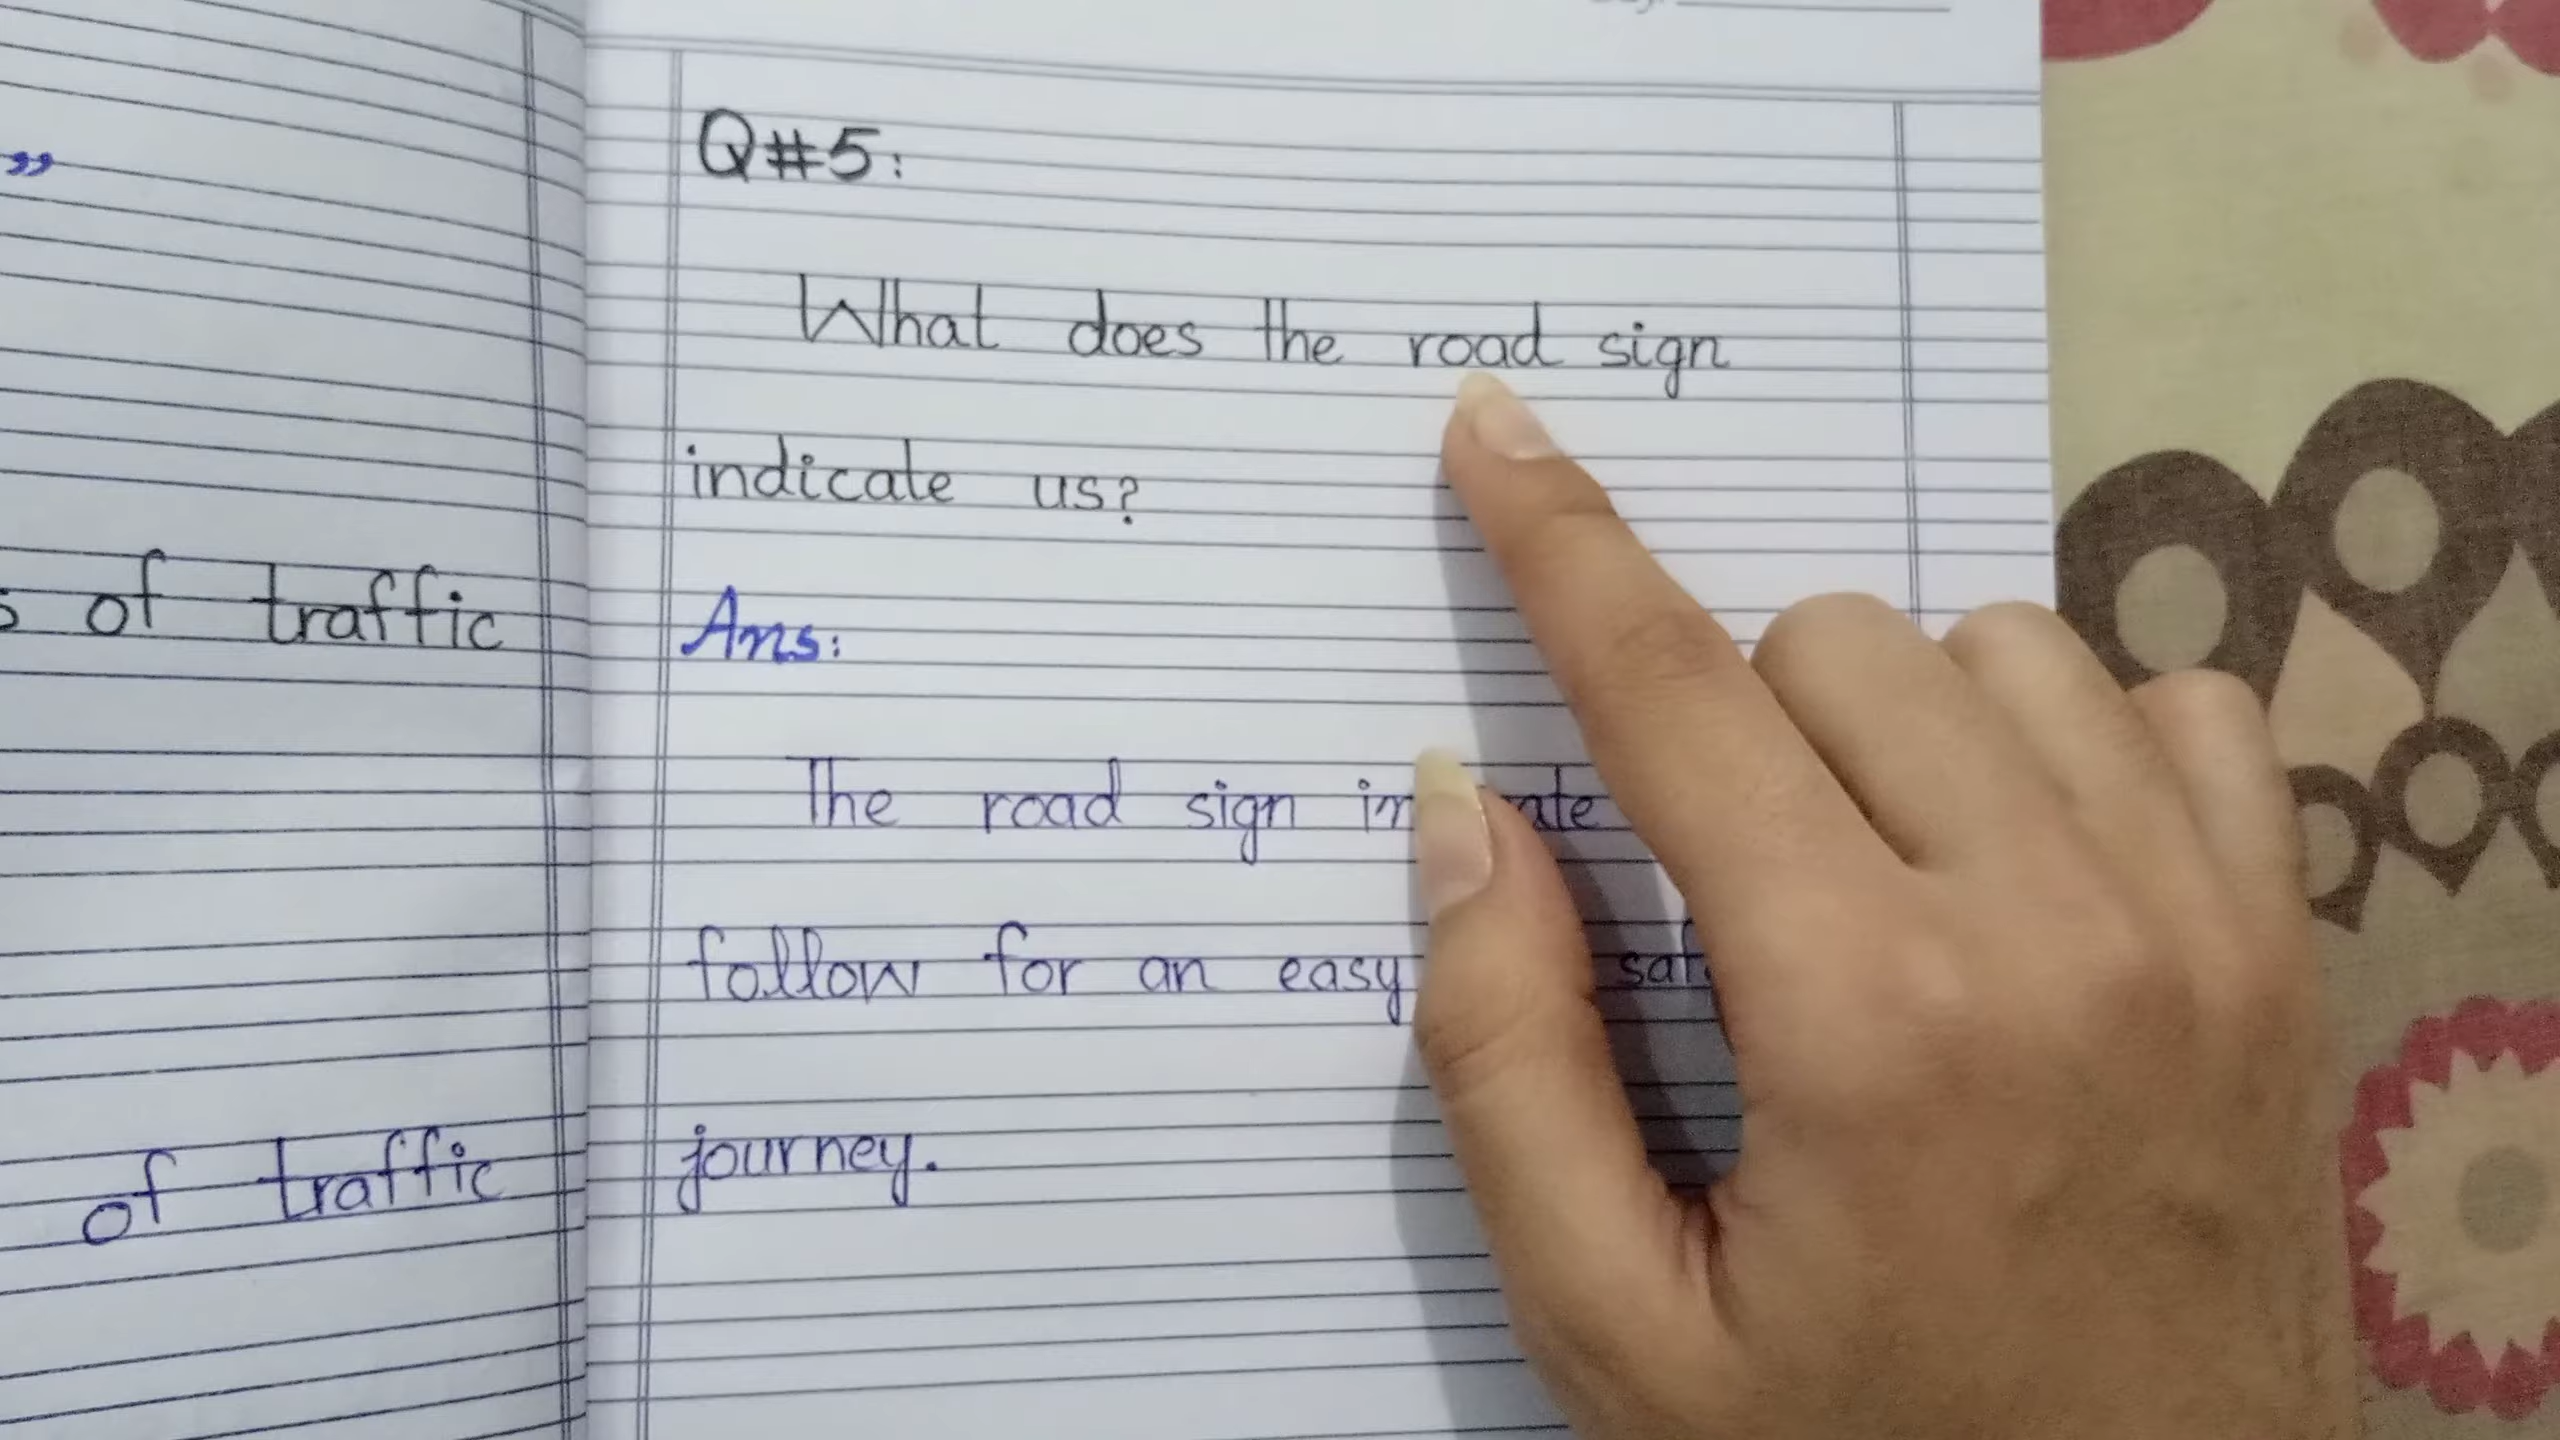 ”
of traffic
of traffic
Q#5:
What does the road sign
indicate us?
Ans:
The road sign
follow for an easy
journey.